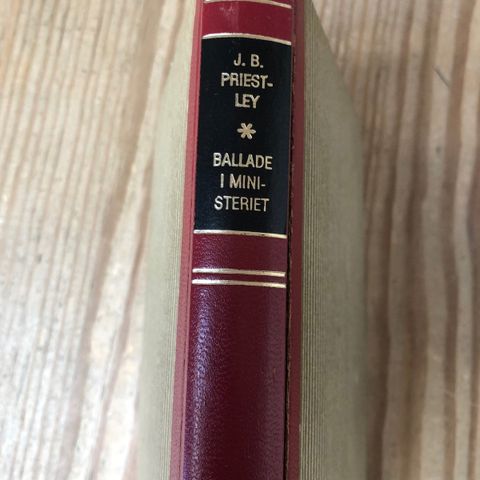 J. B.
PRIEST-
LEY
*
BALLADE
I MINI-
STERIET